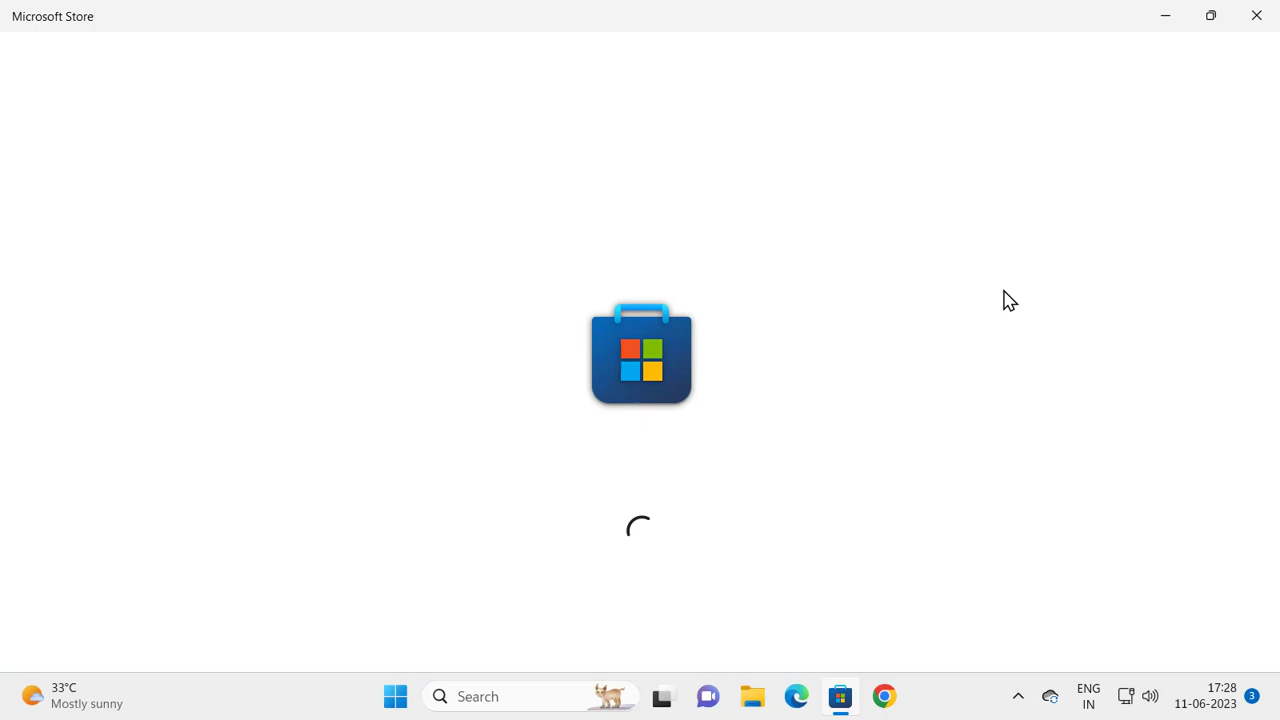 Microsoft Store
33°C
Mostly sunny
Search
ENG
IN
17:28
11-06-2023
3